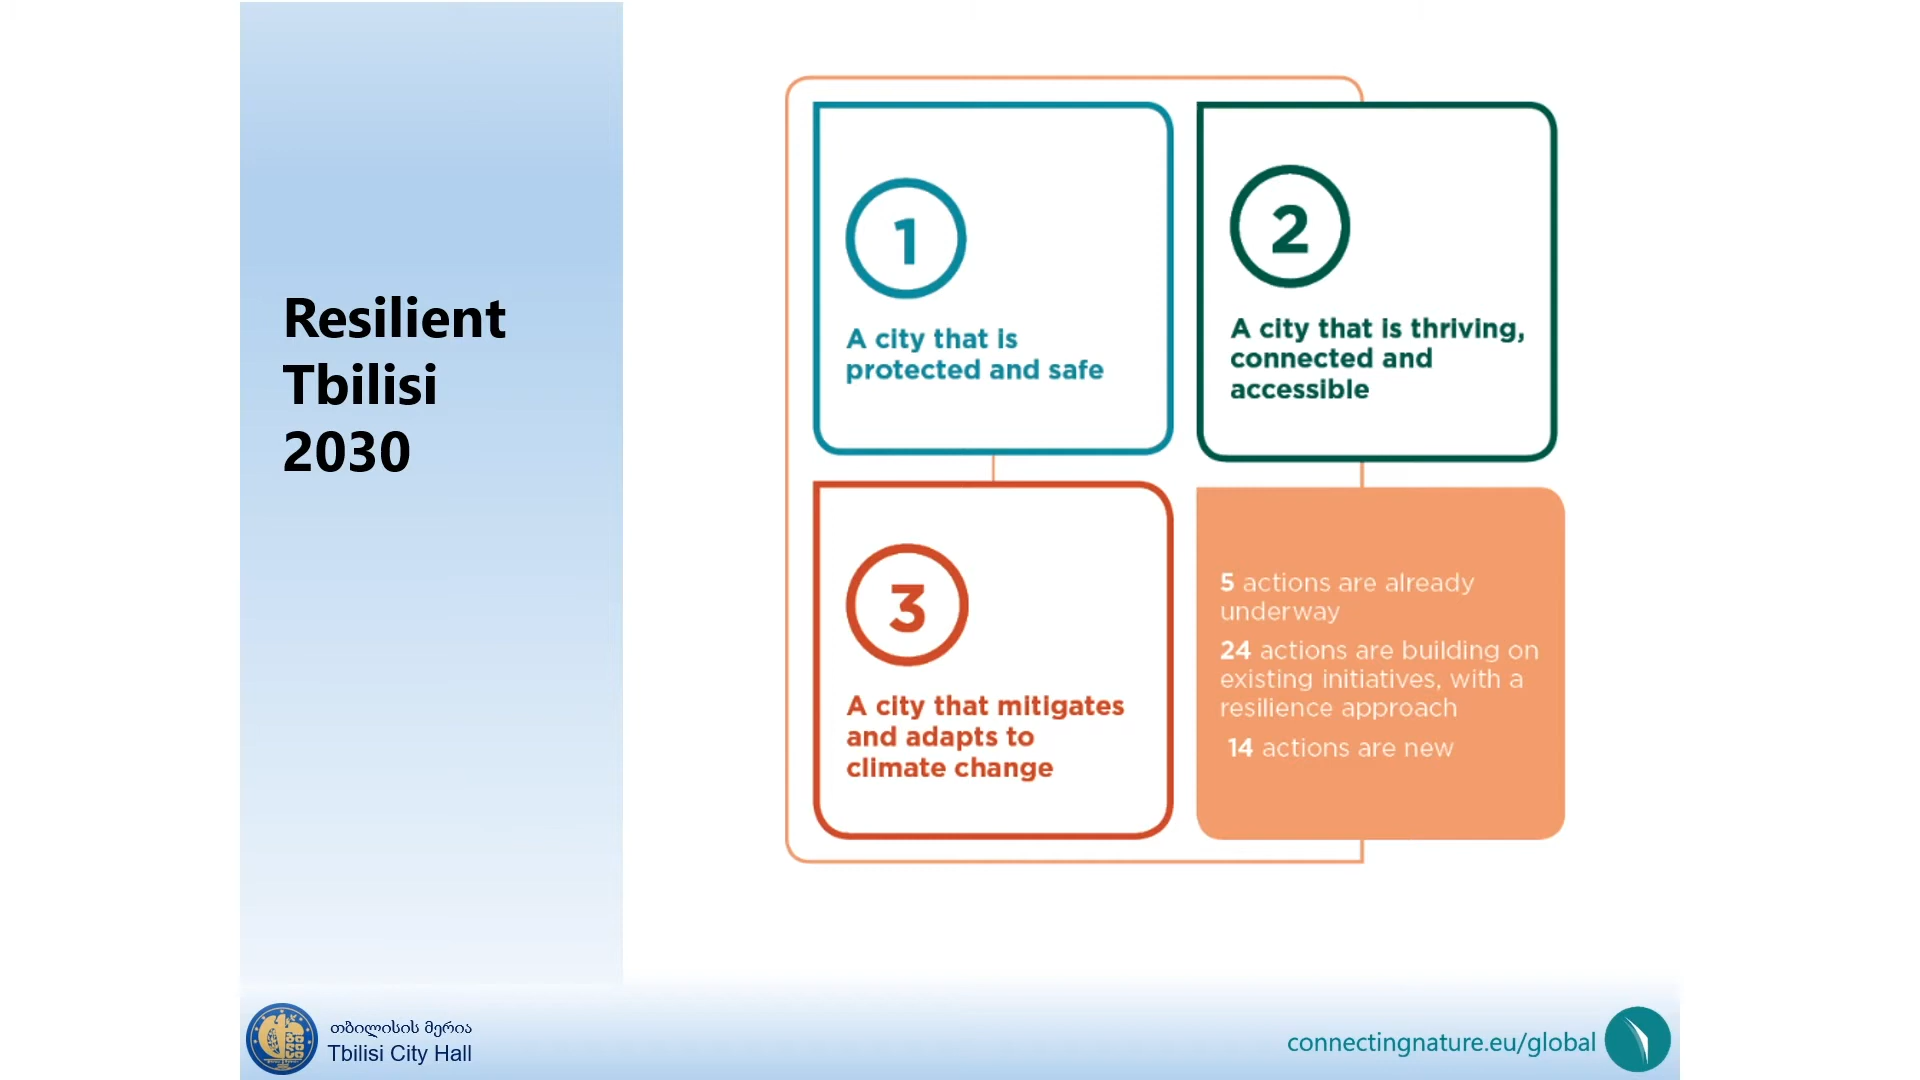 Resilient
Tbilisi
2030
1
A city that is
protected and safe
2
A city that is thriving,
connected and
accessible
3
A city that mitigates
and adapts to
climate change
5 actions are already
underway
24 actions are building on
existing initiatives, with a
resilience approach
14 actions are new
თბილისის მერია
Tbilisi City Hall
connectingnature.eu/global